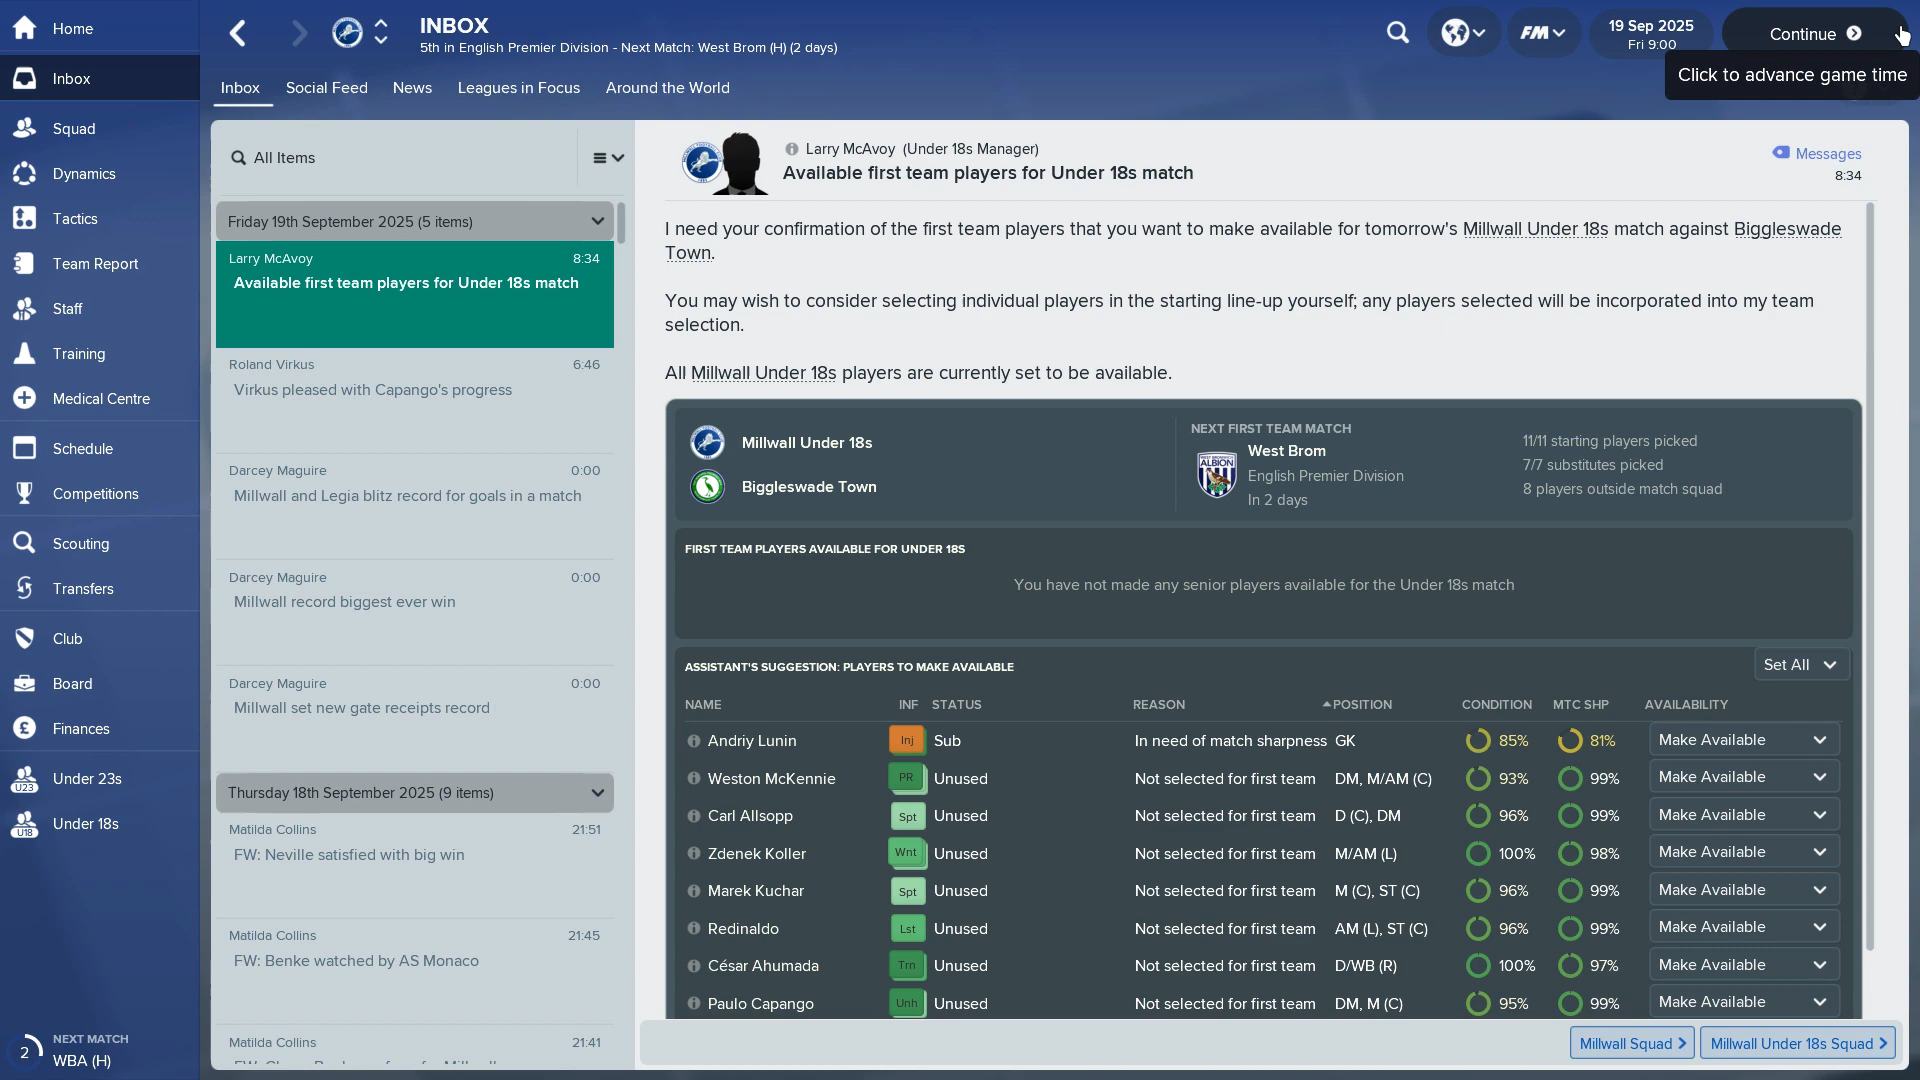 Home
Inbox
Squad
Dynamics
Tactics
Team Report
Staff
Training
Medical Centre
Schedule
Competitions
Scouting
Transfers
Club
Board
Finances
U23 Under 23s
U18 Under 18s
2 NEXT MATCH
WBA (H)
INBOX
5th in English Premier Division - Next Match: West Brom (H) (2 days)
FM
19 Sep 2025
Fri 9:00
Continue
Click to advance game time
Inbox Social Feed News Leagues in Focus Around the World
All Items
Friday 19th September 2025 (5 items)
Larry McAvoy 8:34
Available first team players for Under 18s match
Roland Virkus 6:46
Virkus pleased with Capango's progress
Darcey Maguire 0:00
Millwall and Legia blitz record for goals in a match
Darcey Maguire 0:00
Millwall record biggest ever win
Darcey Maguire 0:00
Millwall set new gate receipts record
Thursday 18th September 2025 (9 items)
Matilda Collins 21:51
FW: Neville satisfied with big win
Matilda Collins 21:45
FW: Benke watched by AS Monaco
Matilda Collins 21:41
Larry McAvoy (Under 18s Manager)
Available first team players for Under 18s match
Messages
8:34
I need your confirmation of the first team players that you want to make available for tomorrow's Millwall Under 18s match against Biggleswade
Town.
You may wish to consider selecting individual players in the starting line-up yourself; any players selected will be incorporated into my team
selection.
All Millwall Under 18s players are currently set to be available.
Millwall Under 18s
Biggleswade Town
NEXT FIRST TEAM MATCH
West Brom
English Premier Division
In 2 days
11/11 starting players picked
7/7 substitutes picked
8 players outside match squad
FIRST TEAM PLAYERS AVAILABLE FOR UNDER 18S
You have not made any senior players available for the Under 18s match
ASSISTANT'S SUGGESTION: PLAYERS TO MAKE AVAILABLE
Set All
NAME INF STATUS REASON POSITION CONDITION MTC SHP AVAILABILITY
Andriy Lunin Inj Sub In need of match sharpness GK 85% 81% Make Available
Weston McKennie PR Unused Not selected for first team DM, M/AM (C) 93% 99% Make Available
Carl Allsopp Spt Unused Not selected for first team D (C), DM 96% 99% Make Available
Zdenek Koller Wnt Unused Not selected for first team M/AM (L) 100% 98% Make Available
Marek Kuchar Spt Unused Not selected for first team M (C), ST (C) 96% 99% Make Available
Redinaldo Lst Unused Not selected for first team AM (L), ST (C) 96% 99% Make Available
César Ahumada Trn Unused Not selected for first team D/WB (R) 100% 97% Make Available
Paulo Capango Unh Unused Not selected for first team DM, M (C) 95% 99% Make Available
Millwall Squad
Millwall Under 18s Squad